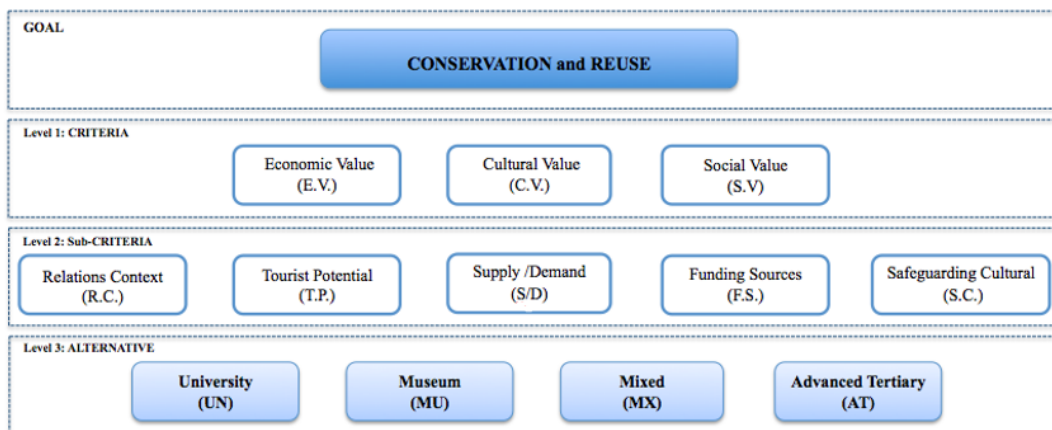 GOAL
CONSERVATION and REUSE
Level 1: CRITERIA
Economic Value
(E.V.)
Cultural Value
(C.V.)
Social Value
(S.V)
Level 2: Sub-CRITERIA
Relations Context
(R.C.)
Tourist Potential
(T.P.)
Supply /Demand
(S/D)
Funding Sources
(F.S.)
Safeguarding Cultural
(S.C.)
Level 3: ALTERNATIVE
University
(UN)
Museum
(MU)
Mixed
(MX)
Advanced Tertiary
(AT)